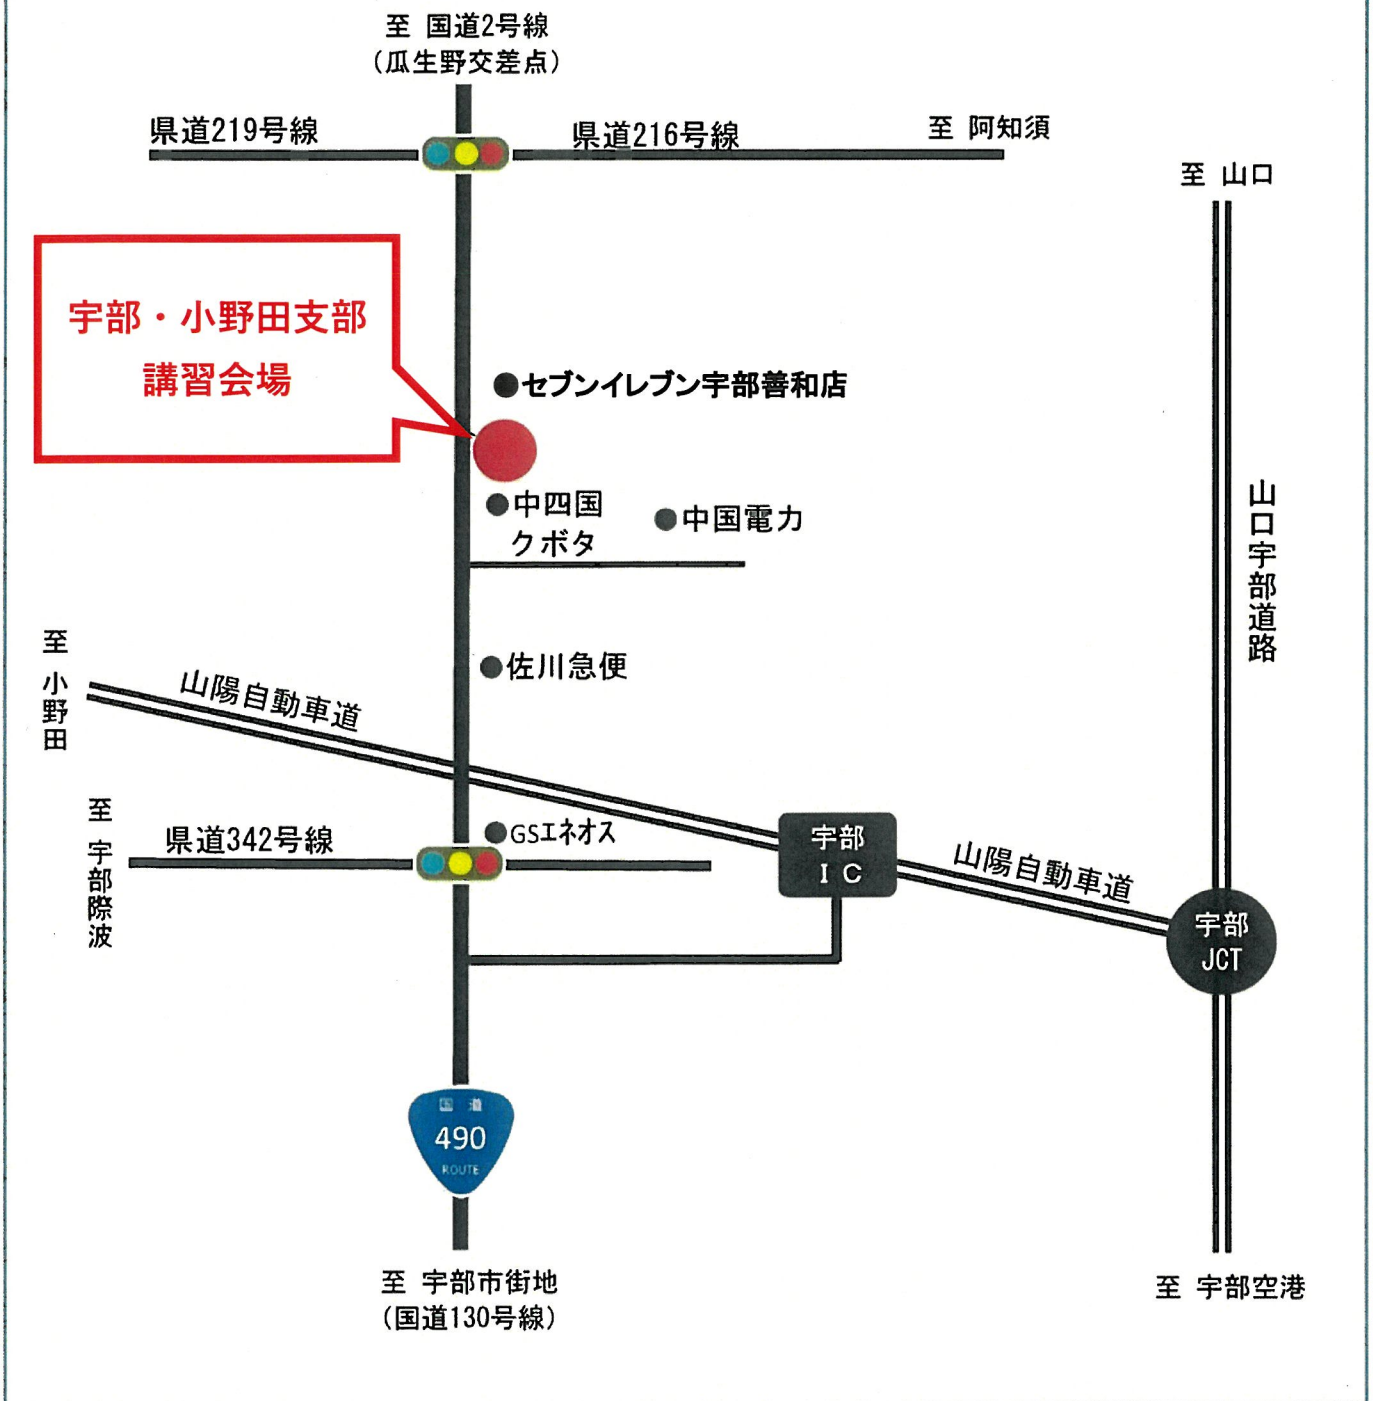 至 国道2号線
(瓜生野交差点)
県道219号線
県道216号線
至 阿知須
至 山口
宇部・小野田支部
講習会場
●セブンイレブン宇部善和店
●中四国
クボタ
●中国電力
山口宇部道路
至 小野田
●佐川急便
山陽自動車道
至 宇部際波
県道342号線
●GSエネオス
宇部
IC
山陽自動車道
宇部
JCT
国道
490
ROUTE
至 宇部市街地
(国道130号線)
至 宇部空港